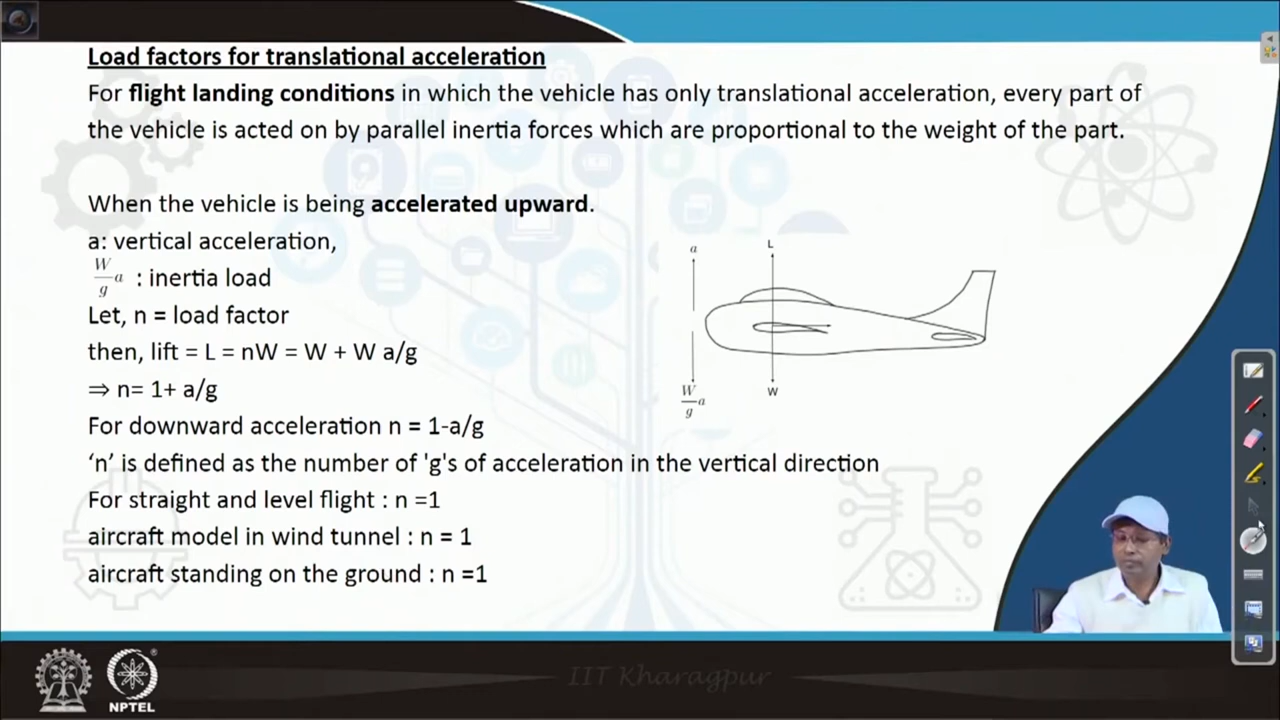 Load factors for translational acceleration
For flight landing conditions in which the vehicle has only translational acceleration, every part of
the vehicle is acted on by parallel inertia forces which are proportional to the weight of the part.
When the vehicle is being accelerated upward.
a: vertical acceleration,
W/g a : inertia load
Let, n = load factor
then, lift = L = nW = W + W a/g
⇒ n= 1+ a/g
For downward acceleration n = 1-a/g
‘n’ is defined as the number of 'g's of acceleration in the vertical direction
For straight and level flight : n =1
aircraft model in wind tunnel : n = 1
aircraft standing on the ground : n =1
a
L
W/g a
W
NPTEL
IIT Kharagpur